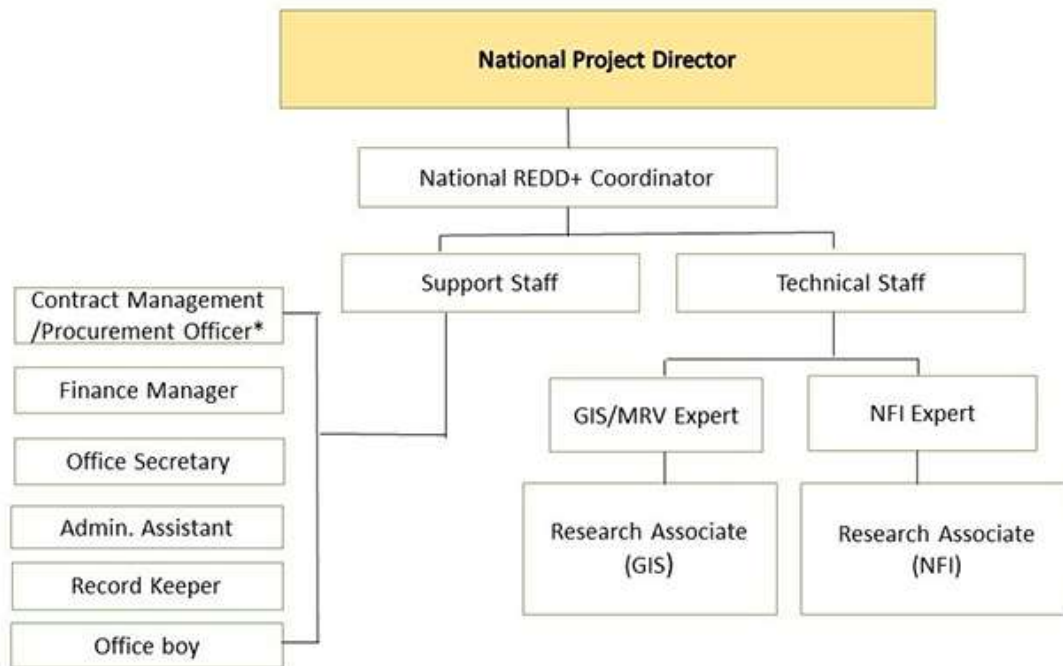 National Project Director
National REDD+ Coordinator
Support Staff
Technical Staff
Contract Management
/Procurement Officer*
Finance Manager
Office Secretary
Admin. Assistant
Record Keeper
Office boy
GIS/MRV Expert
NFI Expert
Research Associate
(GIS)
Research Associate
(NFI)